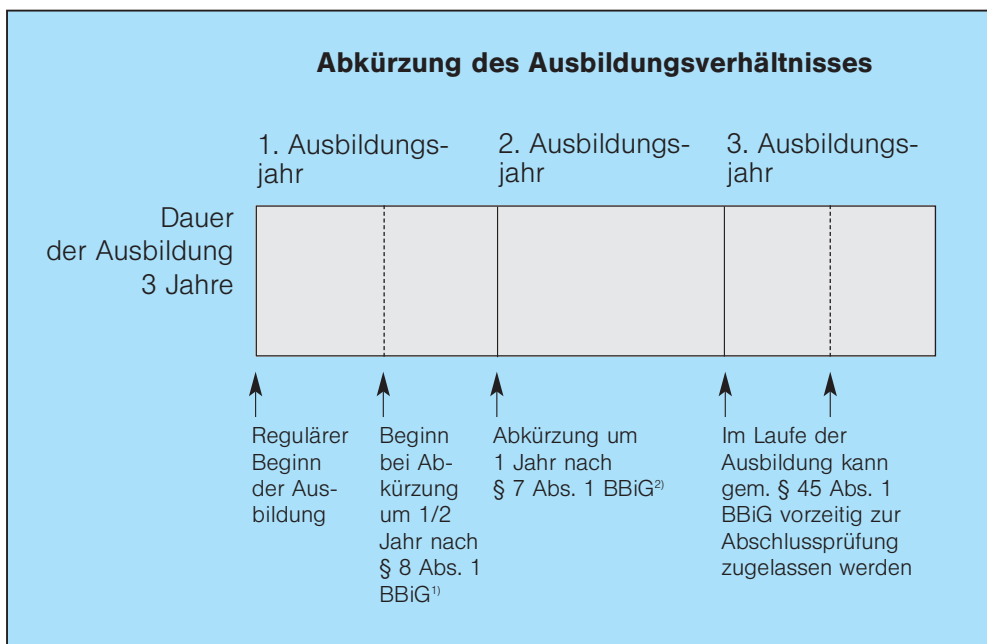 Abkürzung des Ausbildungsverhältnisses
1. Ausbildungs-
jahr
2. Ausbildungs-
jahr
3. Ausbildungs-
jahr
Dauer
der Ausbildung
3 Jahre
Regulärer
Beginn
der Aus-
bildung
Beginn
bei Ab-
kürzung
um 1/2
Jahr nach
§ 8 Abs. 1
BBiG1)
Abkürzung um
1 Jahr nach
§ 7 Abs. 1 BBiG2)
Im Laufe der
Ausbildung kann
gem. § 45 Abs. 1
BBiG vorzeitig zur
Abschlussprüfung
zugelassen werden